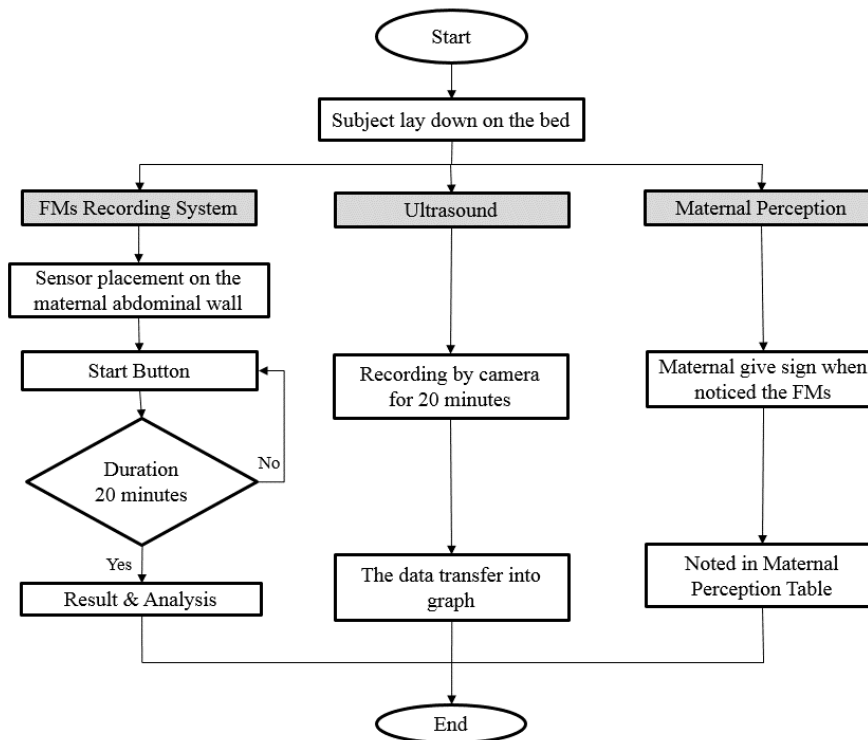 Start
Subject lay down on the bed
FMs Recording System
Ultrasound
Maternal Perception
Sensor placement on the
maternal abdominal wall
Start Button
Recording by camera
for 20 minutes
Maternal give sign when
noticed the FMs
Duration
20 minutes
No
Yes
Result & Analysis
The data transfer into
graph
Noted in Maternal
Perception Table
End